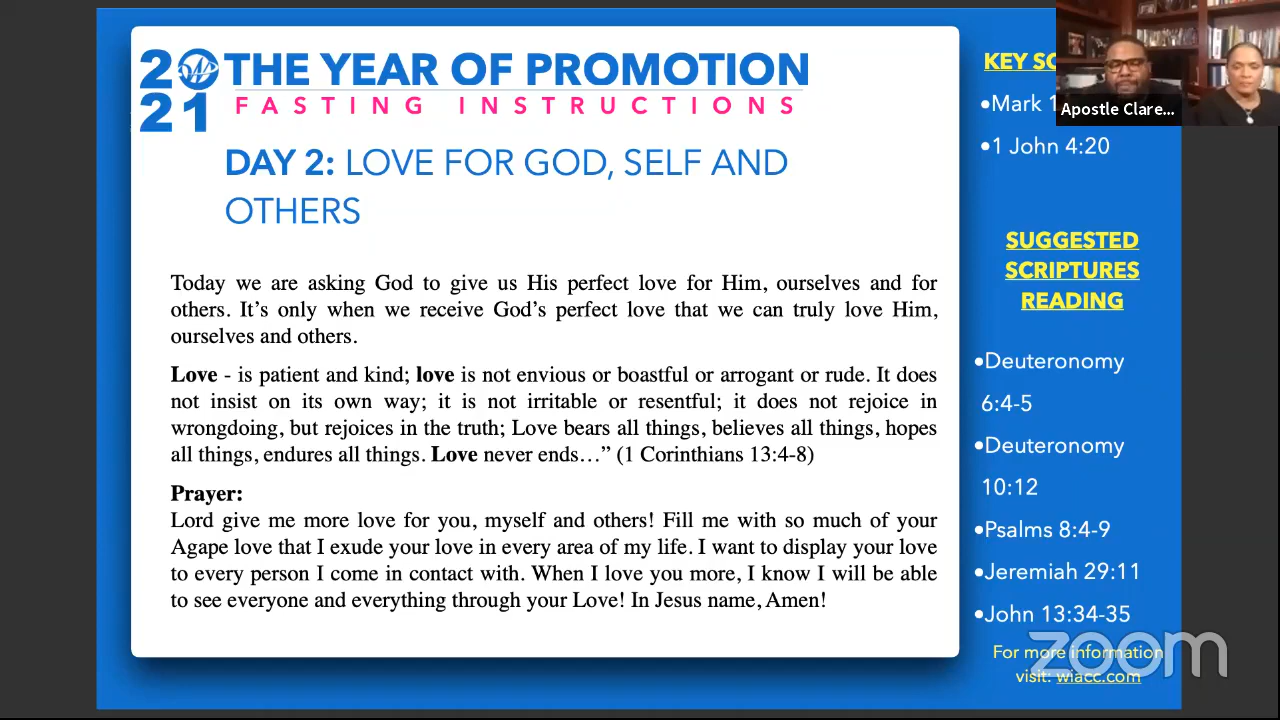 20
21
THE YEAR OF PROMOTION
FASTING INSTRUCTIONS
DAY 2: LOVE FOR GOD, SELF AND
OTHERS
Today we are asking God to give us His perfect love for Him, ourselves and for
others. It’s only when we receive God’s perfect love that we can truly love Him,
ourselves and others.
Love - is patient and kind; love is not envious or boastful or arrogant or rude. It does
not insist on its own way; it is not irritable or resentful; it does not rejoice in
wrongdoing, but rejoices in the truth; Love bears all things, believes all things, hopes
all things, endures all things. Love never ends…” (1 Corinthians 13:4-8)
Prayer:
Lord give me more love for you, myself and others! Fill me with so much of your
Agape love that I exude your love in every area of my life. I want to display your love
to every person I come in contact with. When I love you more, I know I will be able
to see everyone and everything through your Love! In Jesus name, Amen!
KEY
•Mark
•1 John 4:20
SUGGESTED
SCRIPTURES
READING
•Deuteronomy
6:4-5
•Deuteronomy
10:12
•Psalms 8:4-9
•Jeremiah 29:11
•John 13:34-35
For more information
visit: wiacc.com
Apostle Clare...
zoom